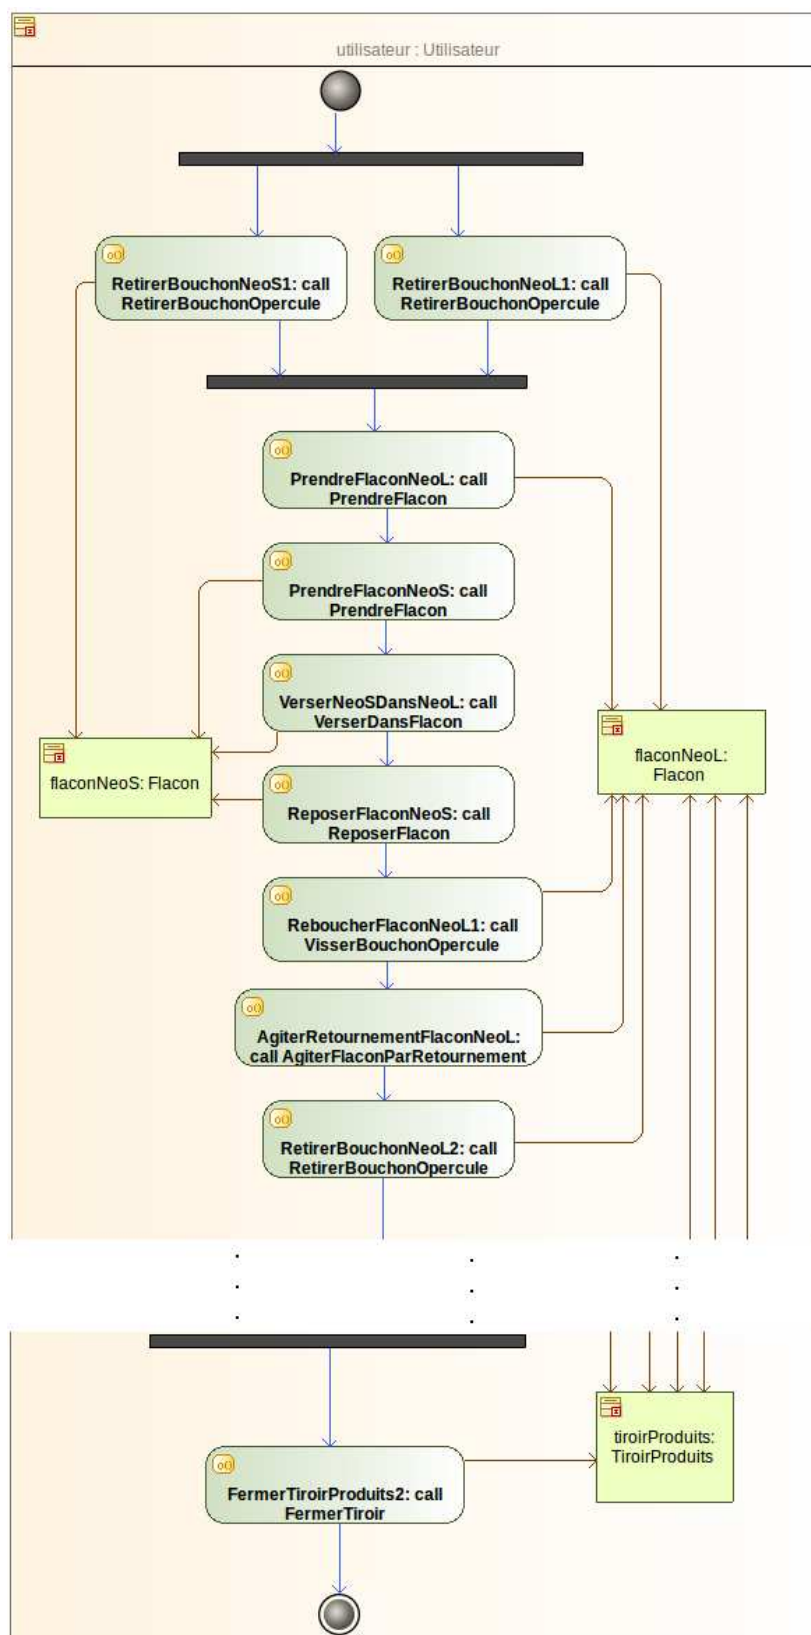 utilisateur : Utilisateur
RetirerBouchonNeoS1: call
RetirerBouchonOpercule
RetirerBouchonNeoL1: call
RetirerBouchonOpercule
PrendreFlaconNeoL: call
PrendreFlacon
PrendreFlaconNeoS: call
PrendreFlacon
VerserNeoSDansNeoL: call
VerserDansFlacon
flaconNeoS: Flacon
flaconNeoL:
Flacon
ReposerFlaconNeoS: call
ReposerFlacon
ReboucherFlaconNeoL1: call
VisserBouchonOpercule
AgiterRetournementFlaconNeoL:
call AgiterFlaconParRetournement
RetirerBouchonNeoL2: call
RetirerBouchonOpercule
tiroirProduits:
TiroirProduits
FermerTiroirProduits2: call
FermerTiroir